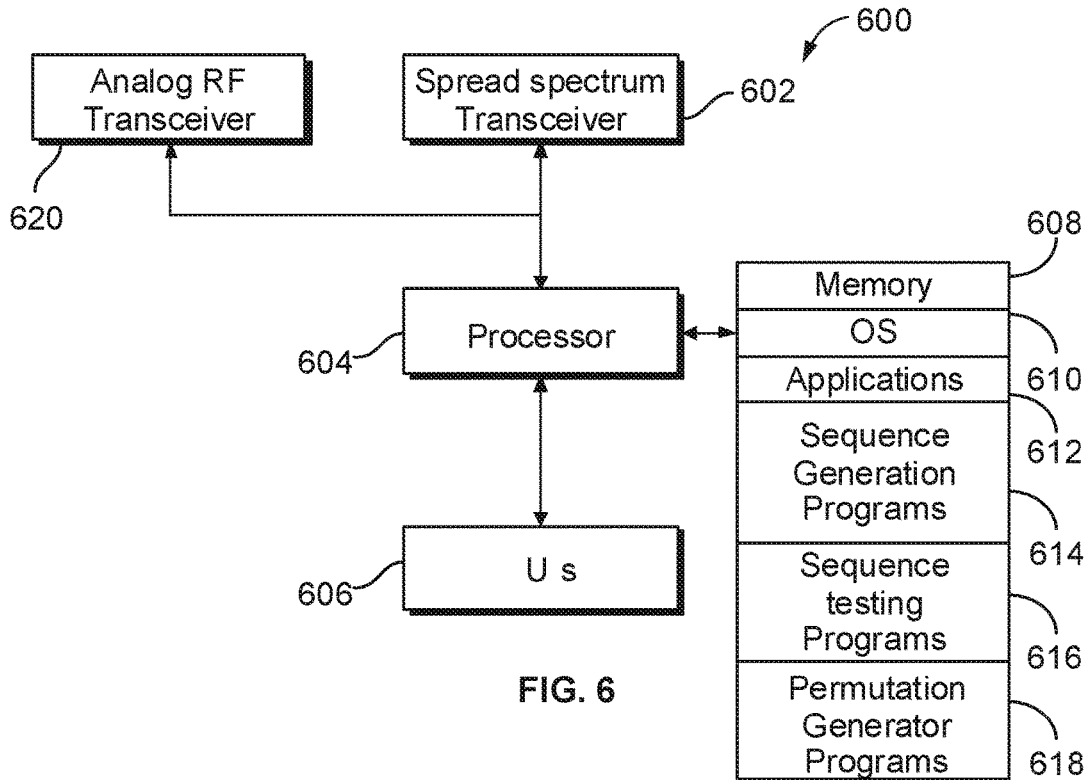 600
Analog RF
Transceiver
620
Spread spectrum
Transceiver
602
608
Memory
Processor
604
OS
610
Applications
612
Sequence
Generation
Programs
614
U s
606
Sequence
testing
Programs
616
FIG. 6
Permutation
Generator
Programs
618